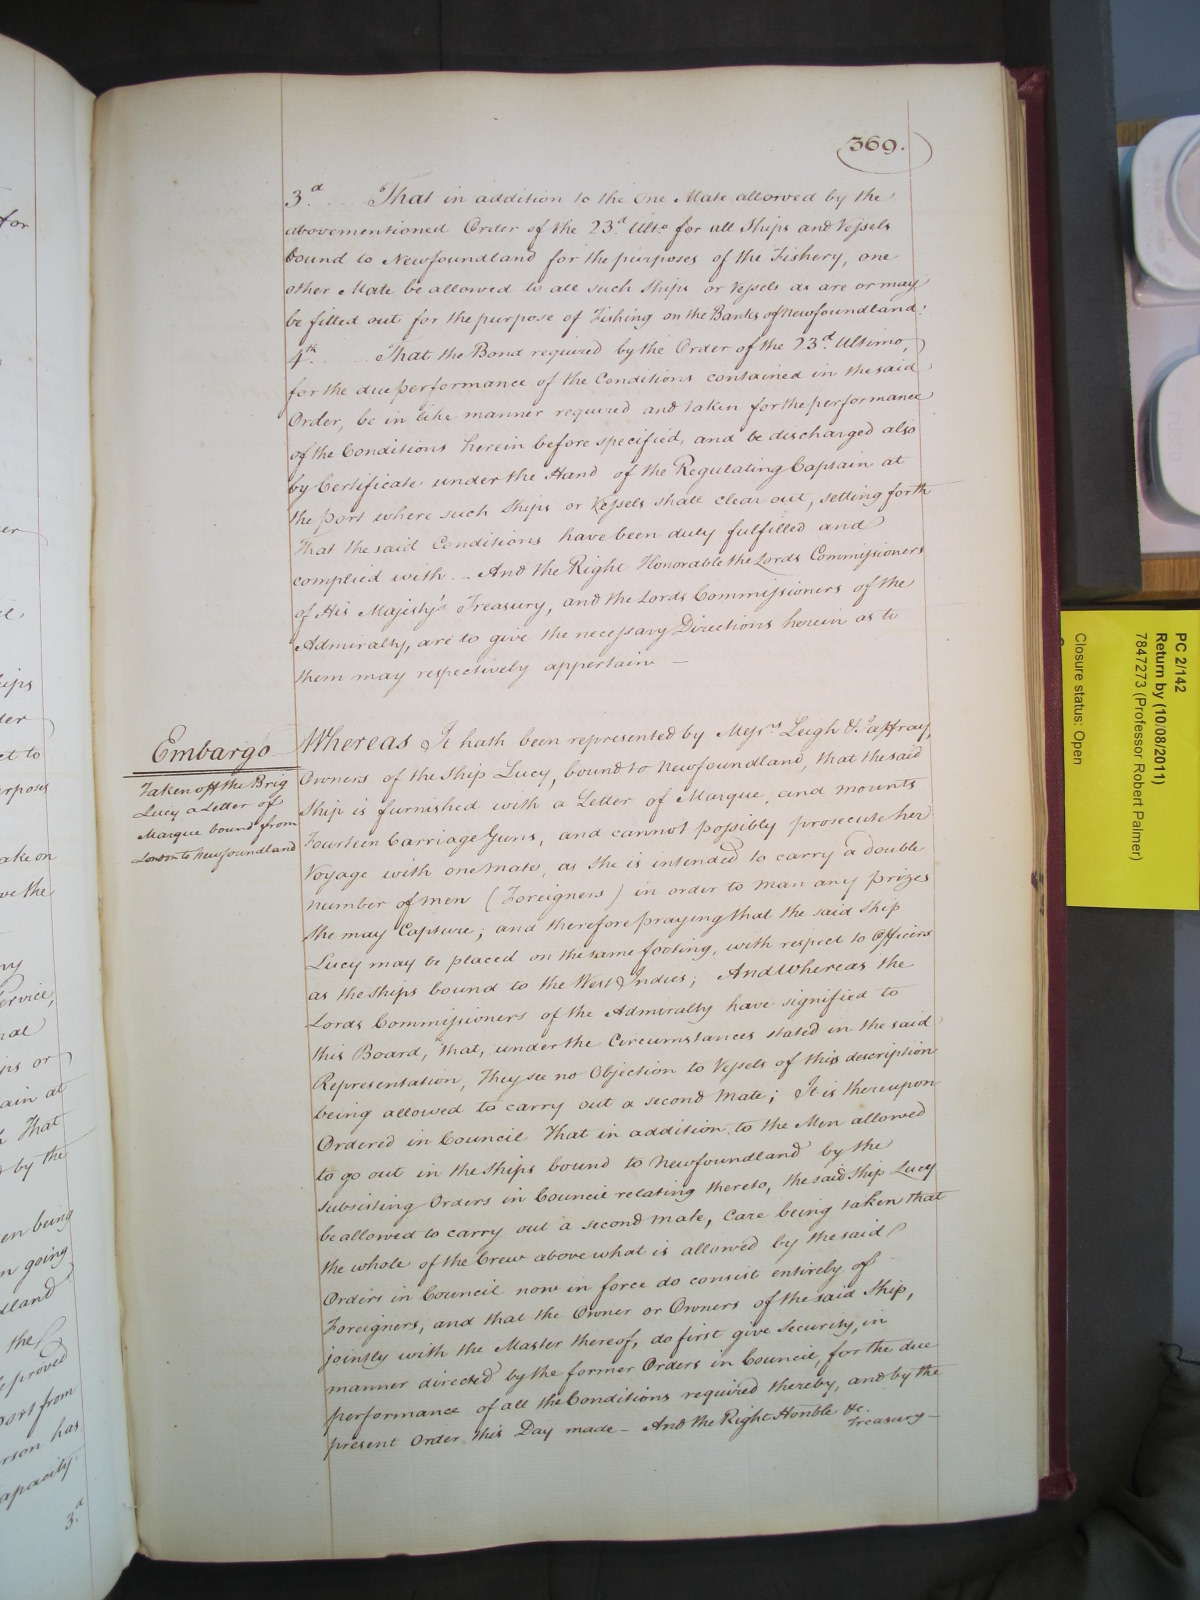 369.
3.d That in addition to the One Mate allowed by the
abovementioned Order of the 23.d Ulto. for all Ships and Vessels
bound to Newfoundland for the purposes of the Fishery, one
other Mate be allowed to all such Ships or Vessels as are or may
be fitted out for the purpose of Fishing on the Banks of Newfoundland:
4.th That the Bond required by the Order of the 23.d Ultimo,
for the due performance of the Conditions contained in the said
Order, be in like manner required and taken for the performance
of the Conditions herein before specified, and be discharged also
by Certificate under the Hand of the Regulating Captain at
the port where such Ships or Vessels shall clear out, setting forth
that the said Conditions have been duly fulfilled and
complied with. – And the Right Honorable the Lords Commissioners
of His Majesty's Treasury, and the Lords Commissioners of the
Admiralty, are to give the necessary Directions herein as to
them may respectively appertain —
Embargo
Taken off the Brig
Lucy a Letter of
Marque bound from
Lonn to Newfoundland
Whereas It hath been represented by Messrs Leigh & Jaffray,
Owners of the Ship Lucy, bound to Newfoundland, that the said
Ship is furnished with a Letter of Marque, and mounts
Fourteen Carriage Guns, and cannot possibly prosecute her
Voyage with one Mate, as she is intended to carry a double
number of men (Foreigners) in order to man any prizes
she may Capture; and therefore praying that the said Ship
Lucy may be placed on the same footing, with respect to Officers
as the Ships bound to the West Indies; And Whereas the
Lords Commissioners of the Admiralty have signified to
this Board, that, under the Circumstances stated in the said
Representation, They see no Objection to Vessels of this description
being allowed to carry out a second Mate; It is thereupon
Ordered in Council That in addition to the Men allowed
to go out in the Ships bound to Newfoundland by the
subsisting Orders in Council relating thereto, the said Ship Lucy
be allowed to carry out a second Mate, Care being taken that
the whole of the Crew above what is allowed by the said
Orders in Council now in force do consist entirely of
Foreigners, and that the Owner or Owners of the said Ship,
jointly with the Master thereof, do first give Security, in
manner directed by the former Orders in Council, for the due
performance of all the Conditions required thereby, and by the
present Order this Day made – And the Right Honble &c.
Treasury –
PC 2/142
Return by (10/08/2011)
7847273 (Professor Robert Palmer)
Closure status: Open